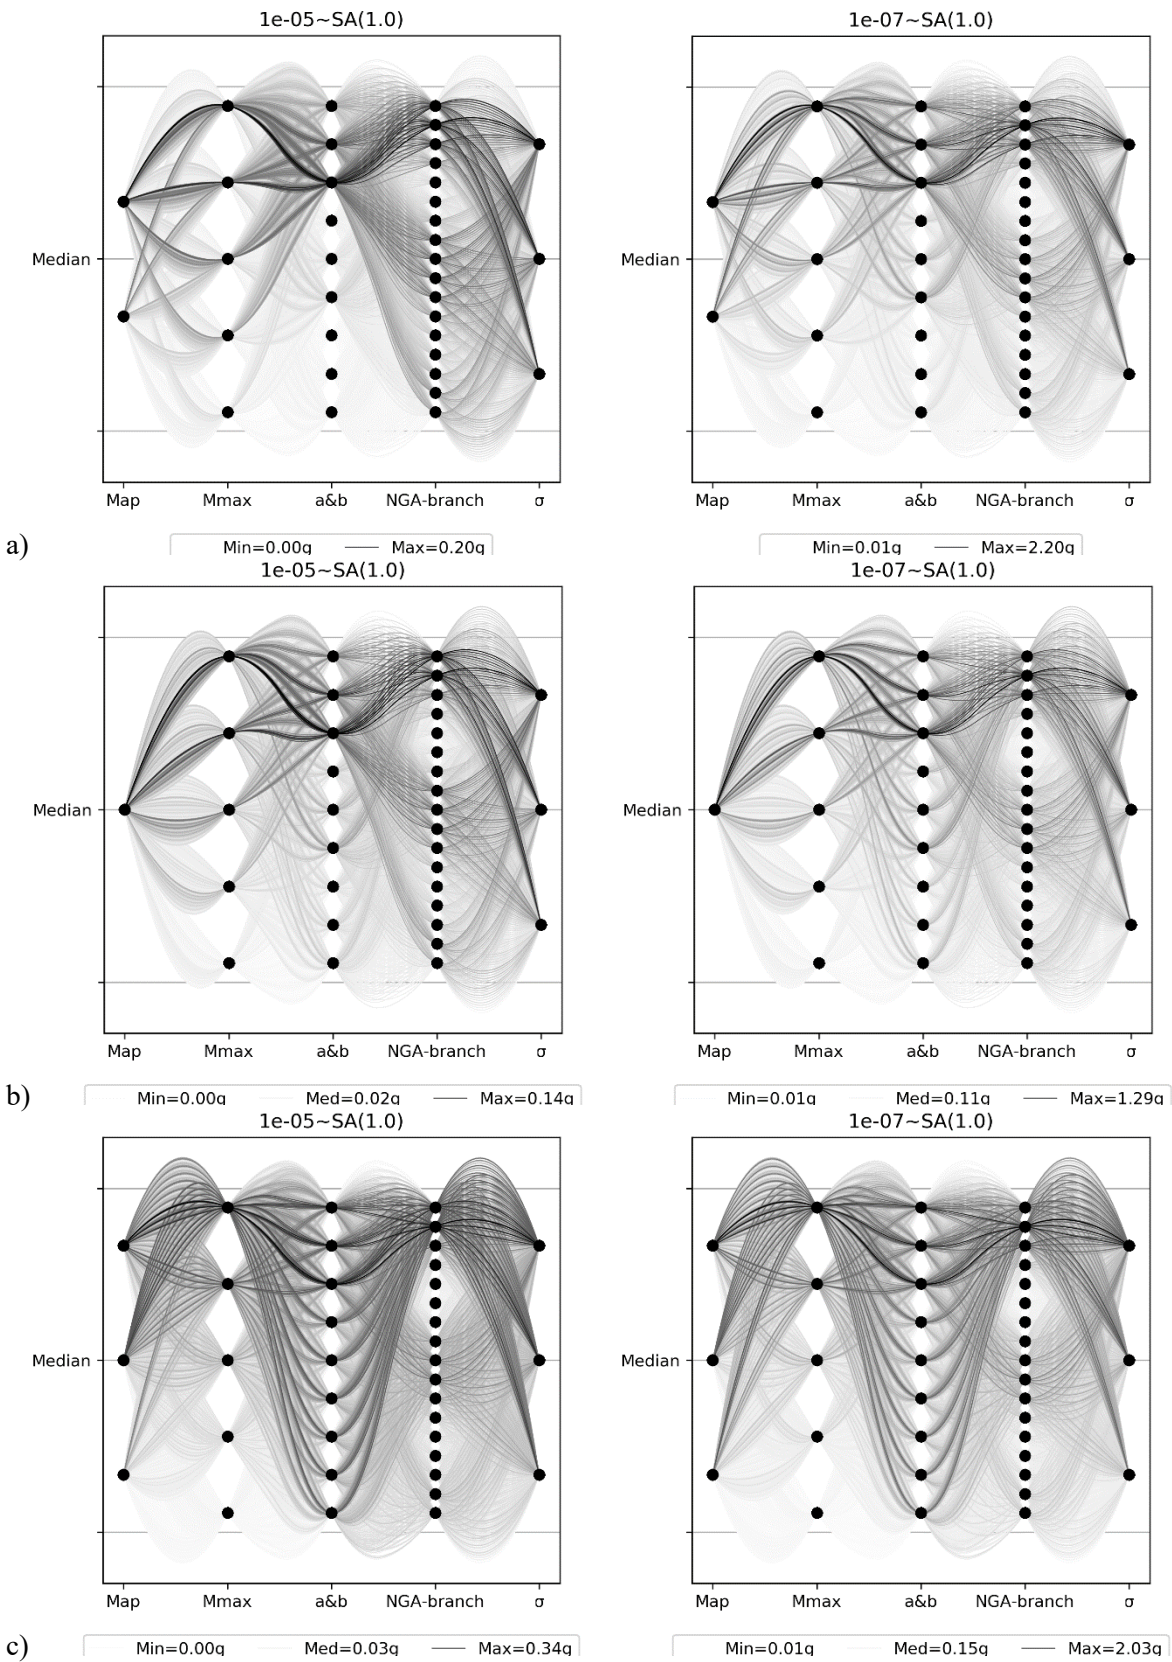 1e-05~SA(1.0) 1e-07~SA(1.0)
Median Median
Map Mmax a&b NGA-branch σ Map Mmax a&b NGA-branch σ
a) Min=0.00g Max=0.20g Min=0.01g Max=2.20g
1e-05~SA(1.0) 1e-07~SA(1.0)
Median Median
Map Mmax a&b NGA-branch σ Map Mmax a&b NGA-branch σ
b) Min=0.00g Med=0.02g Max=0.14g Min=0.01g Med=0.11g Max=1.29g
1e-05~SA(1.0) 1e-07~SA(1.0)
Median Median
Map Mmax a&b NGA-branch σ Map Mmax a&b NGA-branch σ
c) Min=0.00g Med=0.03g Max=0.34g Min=0.01g Med=0.15g Max=2.03g